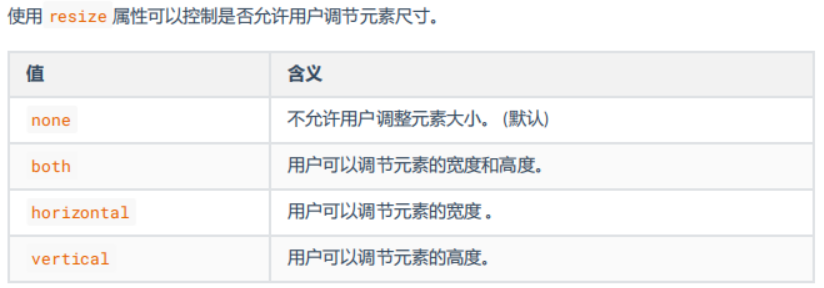 使用 resize 属性可以控制是否允许用户调节元素尺寸。
值 含义
none 不允许用户调整元素大小。(默认)
both 用户可以调节元素的宽度和高度。
horizontal 用户可以调节元素的宽度 。
vertical 用户可以调节元素的高度。